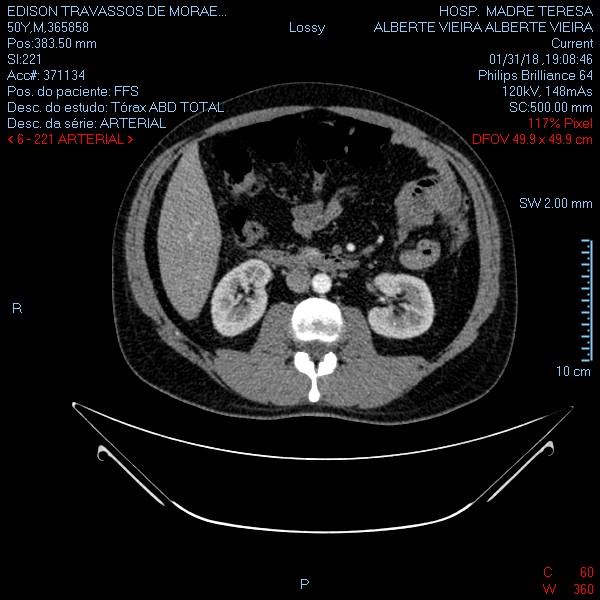 EDISON TRAVASSOS DE MORAE...
50Y,M,365858
Pos:383.50 mm
Sl:221
Acc#: 371134
Pos. do paciente: FFS
Desc. do estudo: Tórax ABD TOTAL
Desc. da série: ARTERIAL
< 6 - 221 ARTERIAL >
Lossy
HOSP. MADRE TERESA
ALBERTE VIEIRA ALBERTE VIEIRA
Current
01/31/18 ,19:08:46
Philips Brilliance 64
120kV, 148mAs
SC:500.00 mm
117% Pixel
DFOV 49.9 x 49.9 cm
SW 2.00 mm
R
10 cm
P
C 60
W 360